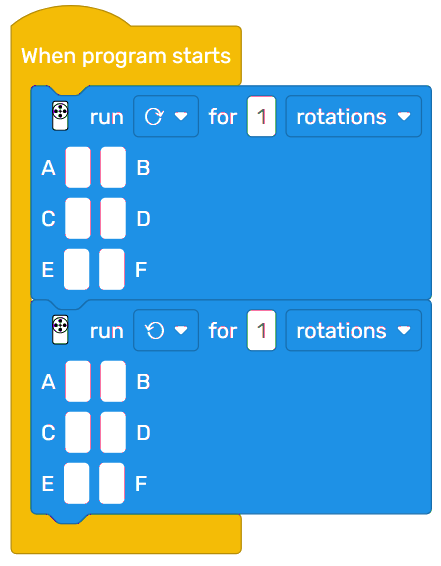 When program starts
run for 1 rotations
A B
C D
E F
run for 1 rotations
A B
C D
E F